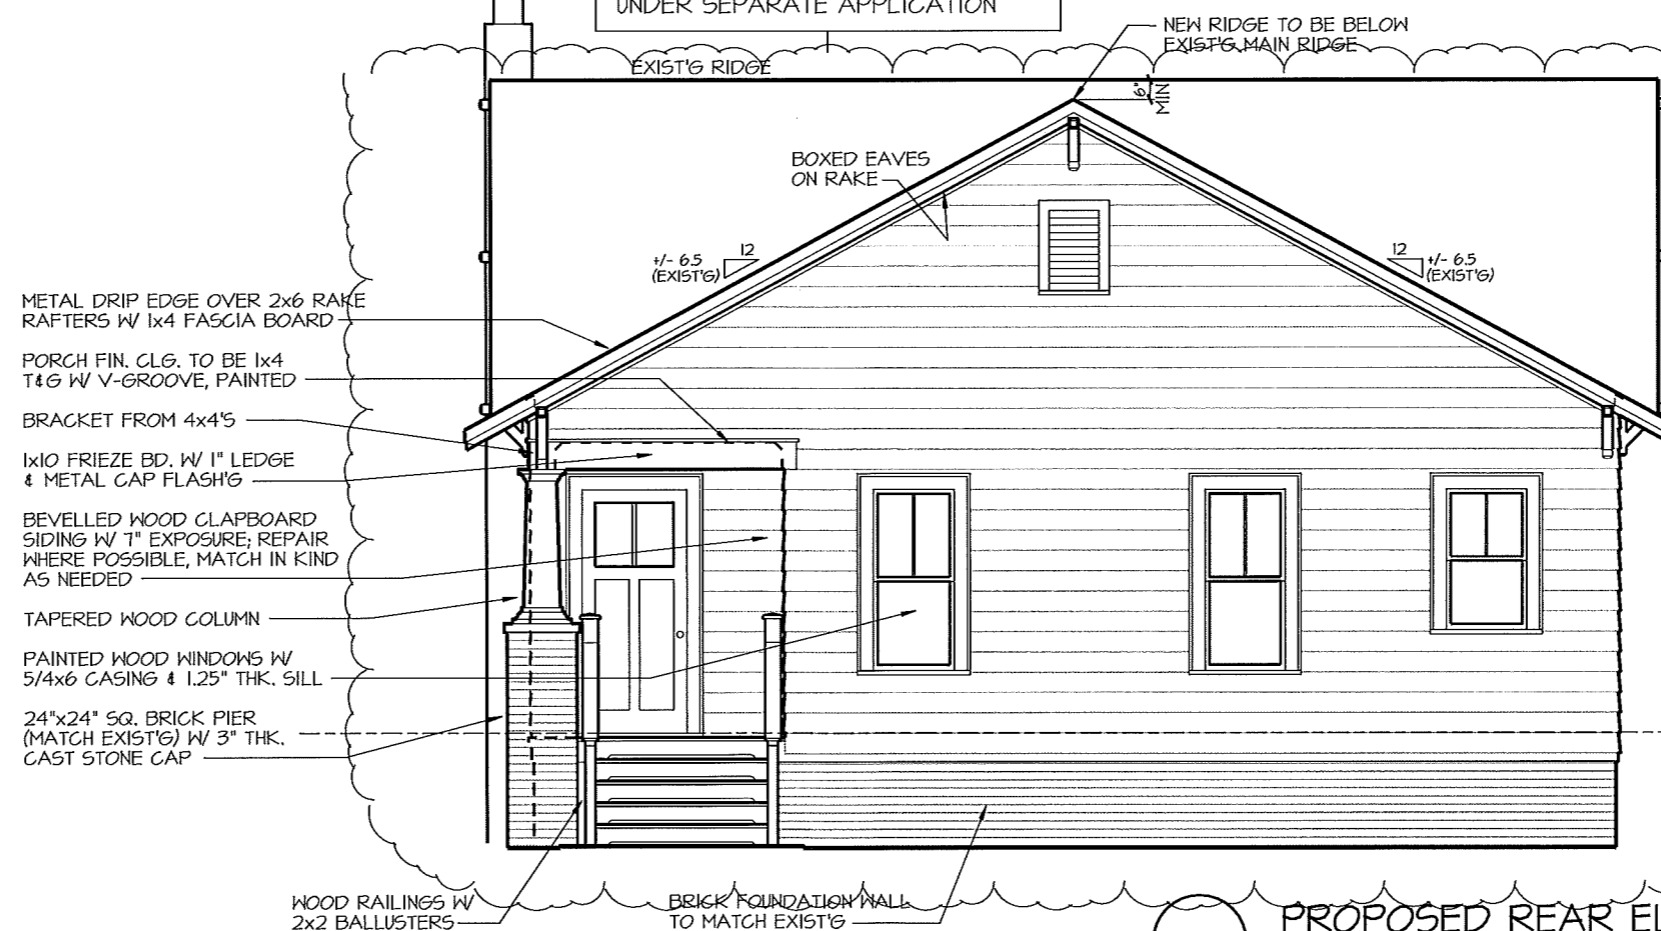 UNDER SEPARATE APPLICATION
NEW RIDGE TO BE BELOW
EXIST'G MAIN RIDGE
EXIST'G RIDGE
6"
MIN
BOXED EAVES
ON RAKE
12
+/- 6.5
(EXIST'G)
12
+/- 6.5
(EXIST'G)
METAL DRIP EDGE OVER 2x6 RAKE
RAFTERS W/ 1x4 FASCIA BOARD
PORCH FIN. CLG. TO BE 1x4
T&G W/ V-GROOVE, PAINTED
BRACKET FROM 4x4'S
1x10 FRIEZE BD. W/ 1" LEDGE
& METAL CAP FLASH'G
BEVELLED WOOD CLAPBOARD
SIDING W/ 7" EXPOSURE; REPAIR
WHERE POSSIBLE, MATCH IN KIND
AS NEEDED
TAPERED WOOD COLUMN
PAINTED WOOD WINDOWS W/
5/4x6 CASING & 1.25" THK. SILL
24"x24" SQ. BRICK PIER
(MATCH EXIST'G) W/ 3" THK.
CAST STONE CAP
WOOD RAILINGS W/
2x2 BALLUSTERS
BRICK FOUNDATION WALL
TO MATCH EXIST'G
PROPOSED REAR EL